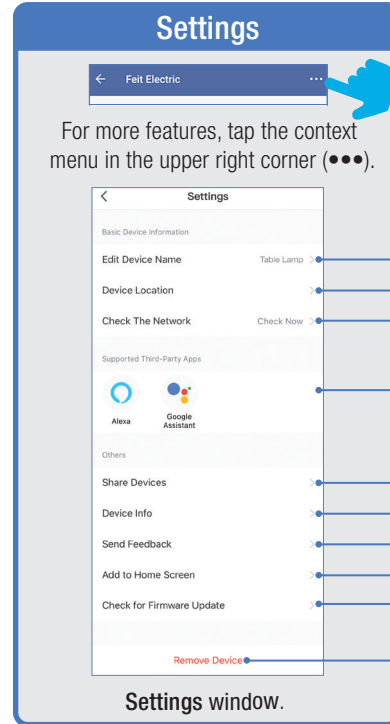 Settings
← Feit Electric •••
For more features, tap the context
menu in the upper right corner (•••).
< Settings
Basic Device Information
Edit Device Name Table Lamp >
Device Location >
Check The Network Check Now >
Supported Third-Party Apps
Alexa
Google
Assistant
Others
Share Devices >
Device Info >
Send Feedback >
Add to Home Screen >
Check for Firmware Update >
Remove Device
Settings window.